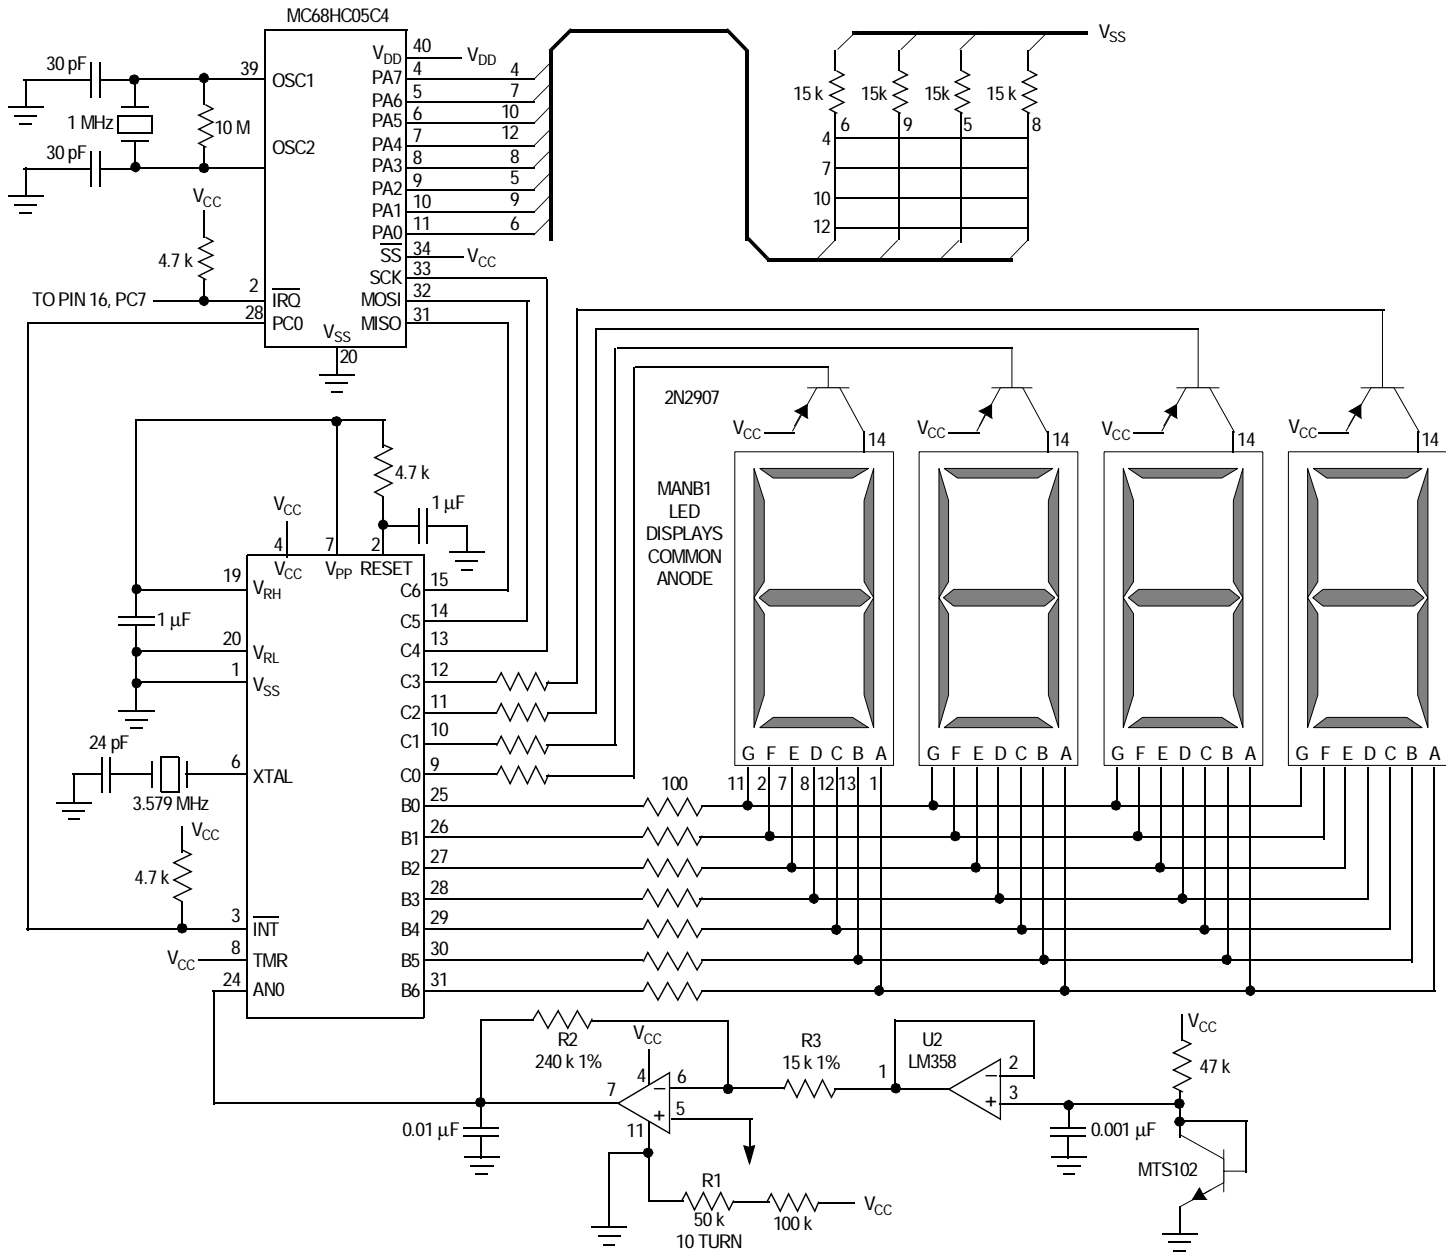 MC68HC05C4
30 pF
39
OSC1
1 MHz
10 M
30 pF
OSC2
V_CC
4.7 k
TO PIN 16, PC7
2
IRQ
28
PC0
V_SS
20
V_DD
40
V_DD
PA7
4
4
PA6
5
7
PA5
6
10
PA4
7
12
PA3
8
8
PA2
9
5
PA1
10
9
PA0
11
6
SS
34
V_CC
SCK
33
MOSI
32
MISO
31
V_SS
15 k
15k
15k
15 k
6
9
5
8
4
7
10
12
2N2907
V_CC
V_CC
V_CC
V_CC
14
14
14
14
MANB1
LED
DISPLAYS
COMMON
ANODE
4.7 k
1 µF
V_CC
4
7
2
V_CC
V_PP
RESET
19
V_RH
1 µF
20
V_RL
1
V_SS
24 pF
6
XTAL
3.579 MHz
V_CC
4.7 k
3
INT
8
V_CC
TMR
24
AN0
C6
15
C5
14
C4
13
C3
12
C2
11
C1
10
C0
9
B0
25
B1
26
B2
27
B3
28
B4
29
B5
30
B6
31
100
G F E D C B A
G F E D C B A
G F E D C B A
G F E D C B A
11 2 7 8 12 13 1
R2
240 k 1%
V_CC
4
7
6
5
11
−
+
0.01 µF
R1
50 k
10 TURN
100 k
V_CC
R3
15 k 1%
1
U2
LM358
2
3
−
+
V_CC
47 k
0.001 µF
MTS102